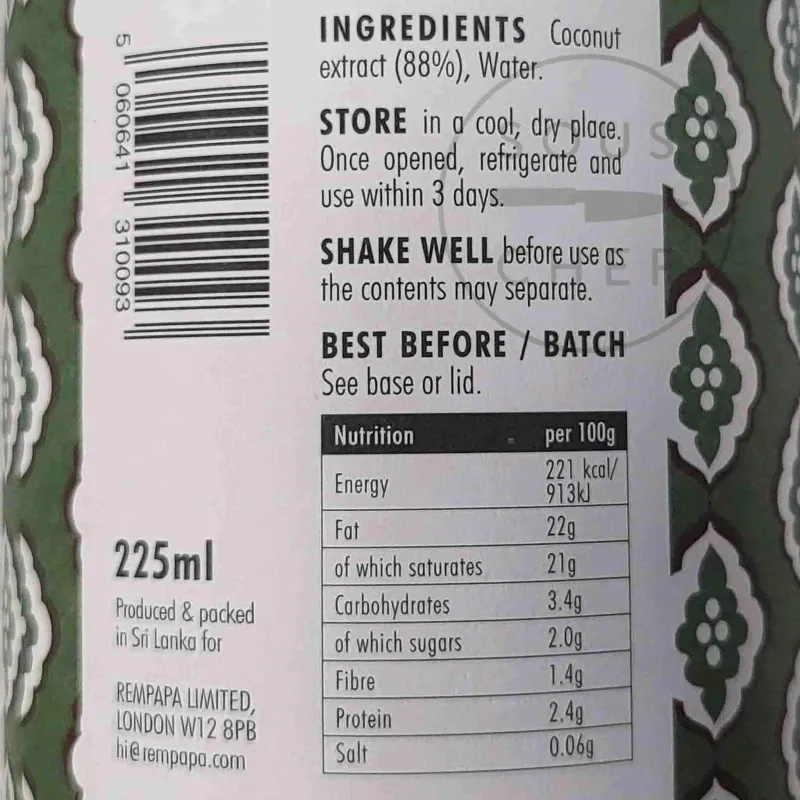 5 060641 310093
INGREDIENTS Coconut
extract (88%), Water.
STORE in a cool, dry place.
Once opened, refrigerate and
use within 3 days.
SHAKE WELL before use as
the contents may separate.
BEST BEFORE / BATCH
See base or lid.
Nutrition per 100g
Energy 221 kcal/
913kJ
Fat 22g
of which saturates 21g
Carbohydrates 3.4g
of which sugars 2.0g
Fibre 1.4g
Protein 2.4g
Salt 0.06g
225ml
Produced & packed
in Sri Lanka for
REMPAPA LIMITED,
LONDON W12 8PB
hi@rempapa.com
SOUS
CHEF